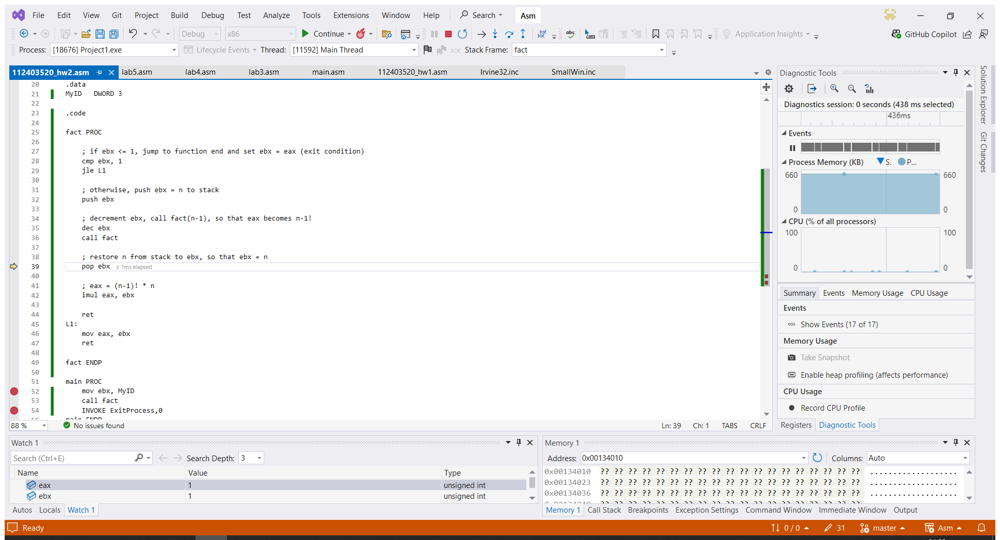 File Edit View Git Project Build Debug Test Analyze Tools Extensions Window Help Search Asm
Debug x86 Continue Application Insights GitHub Copilot
Process: [18676] Project1.exe Lifecycle Events Thread: [11592] Main Thread Stack Frame: fact
112403520_hw2.asm lab5.asm lab4.asm lab3.asm main.asm 112403520_hw1.asm Irvine32.inc SmallWin.inc
20 .data
21 MyID DWORD 3
22
23 .code
24
25 fact PROC
26
27 ; if ebx <= 1, jump to function end and set ebx = eax (exit condition)
28 cmp ebx, 1
29 jle L1
30
31 ; otherwise, push ebx = n to stack
32 push ebx
33
34 ; decrement ebx, call fact(n-1), so that eax becomes n-1!
35 dec ebx
36 call fact
37
38 ; restore n from stack to ebx, so that ebx = n
39 pop ebx ≤ 1ms elapsed
40
41 ; eax = (n-1)! * n
42 imul eax, ebx
43
44 ret
45 L1:
46 mov eax, ebx
47 ret
48
49 fact ENDP
50
51 main PROC
52 mov ebx, MyID
53 call fact
54 INVOKE ExitProcess,0
55 main ENDP
88 % No issues found Ln: 39 Ch: 1 TABS CRLF
Diagnostic Tools
Diagnostics session: 0 seconds (438 ms selected)
436ms
Events
Process Memory (KB) S. P...
660 660
0 0
CPU (% of all processors)
100 100
0 0
Summary Events Memory Usage CPU Usage
Events
Show Events (17 of 17)
Memory Usage
Take Snapshot
Enable heap profiling (affects performance)
CPU Usage
Record CPU Profile
Registers Diagnostic Tools
Solution Explorer
Git Changes
Watch 1
Search (Ctrl+E) Search Depth: 3
Name Value Type
eax 1 unsigned int
ebx 1 unsigned int
Autos Locals Watch 1
Memory 1
Address: 0x00134010 Columns: Auto
0x00134010 ?? ?? ?? ?? ?? ?? ?? ?? ?? ?? ?? ?? ?? ?? ?? ?? ?? ?? ?? ...................
0x00134023 ?? ?? ?? ?? ?? ?? ?? ?? ?? ?? ?? ?? ?? ?? ?? ?? ?? ?? ?? ...................
0x00134036 ?? ?? ?? ?? ?? ?? ?? ?? ?? ?? ?? ?? ?? ?? ?? ?? ?? ?? ?? ...................
0x00134049 ?? ?? ?? ?? ?? ?? ?? ?? ?? ?? ?? ?? ?? ?? ?? ?? ?? ?? ??
Memory 1 Call Stack Breakpoints Exception Settings Command Window Immediate Window Output
Ready 0 / 0 31 master Asm